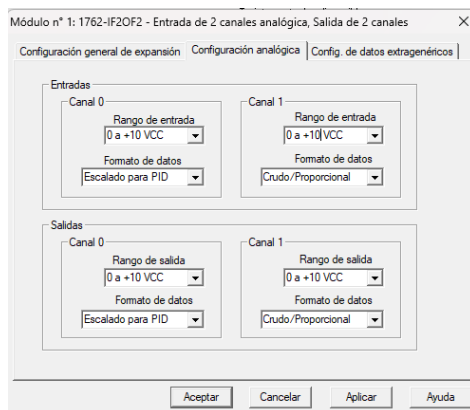 Módulo n° 1: 1762-IF2OF2 - Entrada de 2 canales analógica, Salida de 2 canales
Configuración general de expansión Configuración analógica Config. de datos extragenéricos
Entradas
Canal 0 Canal 1
Rango de entrada Rango de entrada
0 a +10 VCC 0 a +10 VCC
Formato de datos Formato de datos
Escalado para PID Crudo/Proporcional
Salidas
Canal 0 Canal 1
Rango de salida Rango de salida
0 a +10 VCC 0 a +10 VCC
Formato de datos Formato de datos
Escalado para PID Crudo/Proporcional
Aceptar Cancelar Aplicar Ayuda